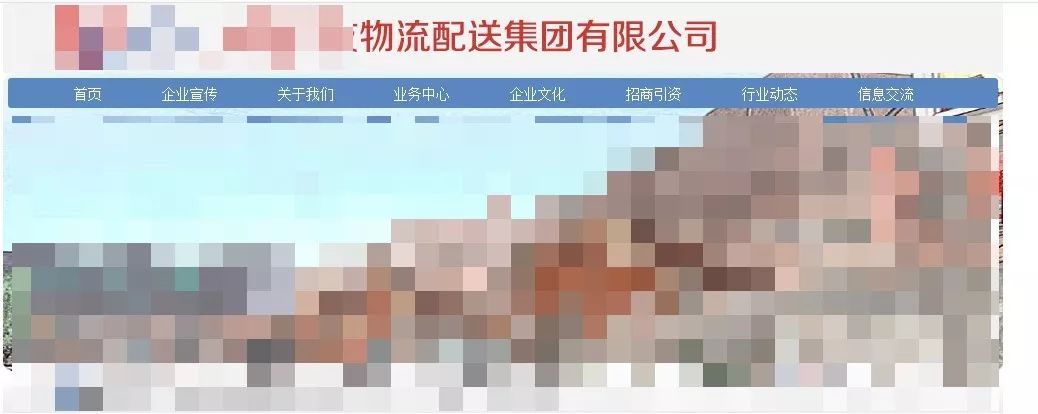 物流配送集团有限公司
首页 企业宣传 关于我们 业务中心 企业文化 招商引资 行业动态 信息交流